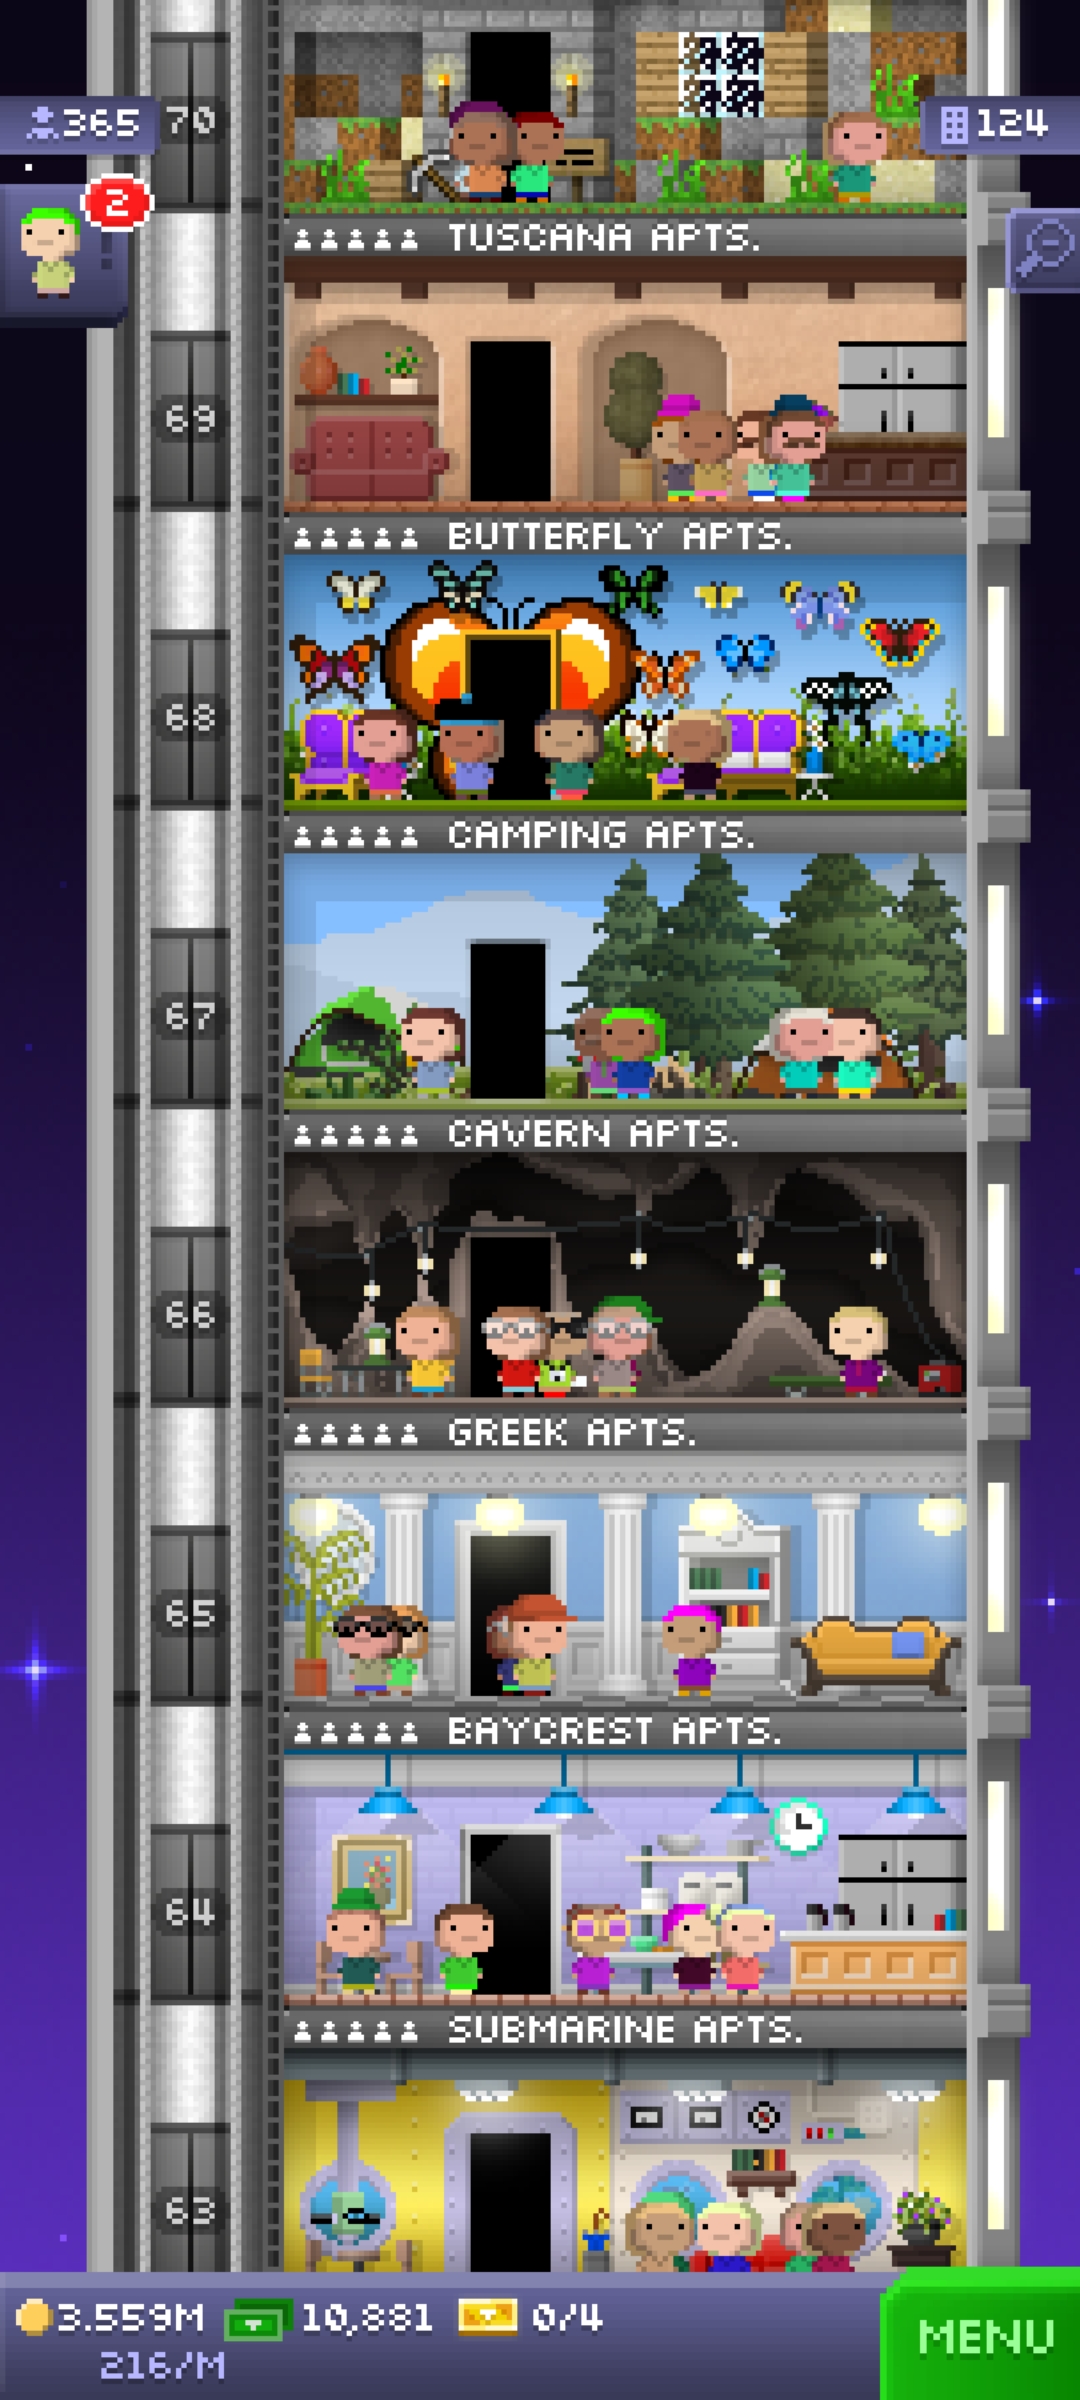 365
70
124
2
TUSCANA APTS.
69
BUTTERFLY APTS.
68
CAMPING APTS.
67
CAVERN APTS.
66
GREEK APTS.
65
BAYCREST APTS.
64
SUBMARINE APTS.
63
3.559M 10,881 0/4
216/M
MENU